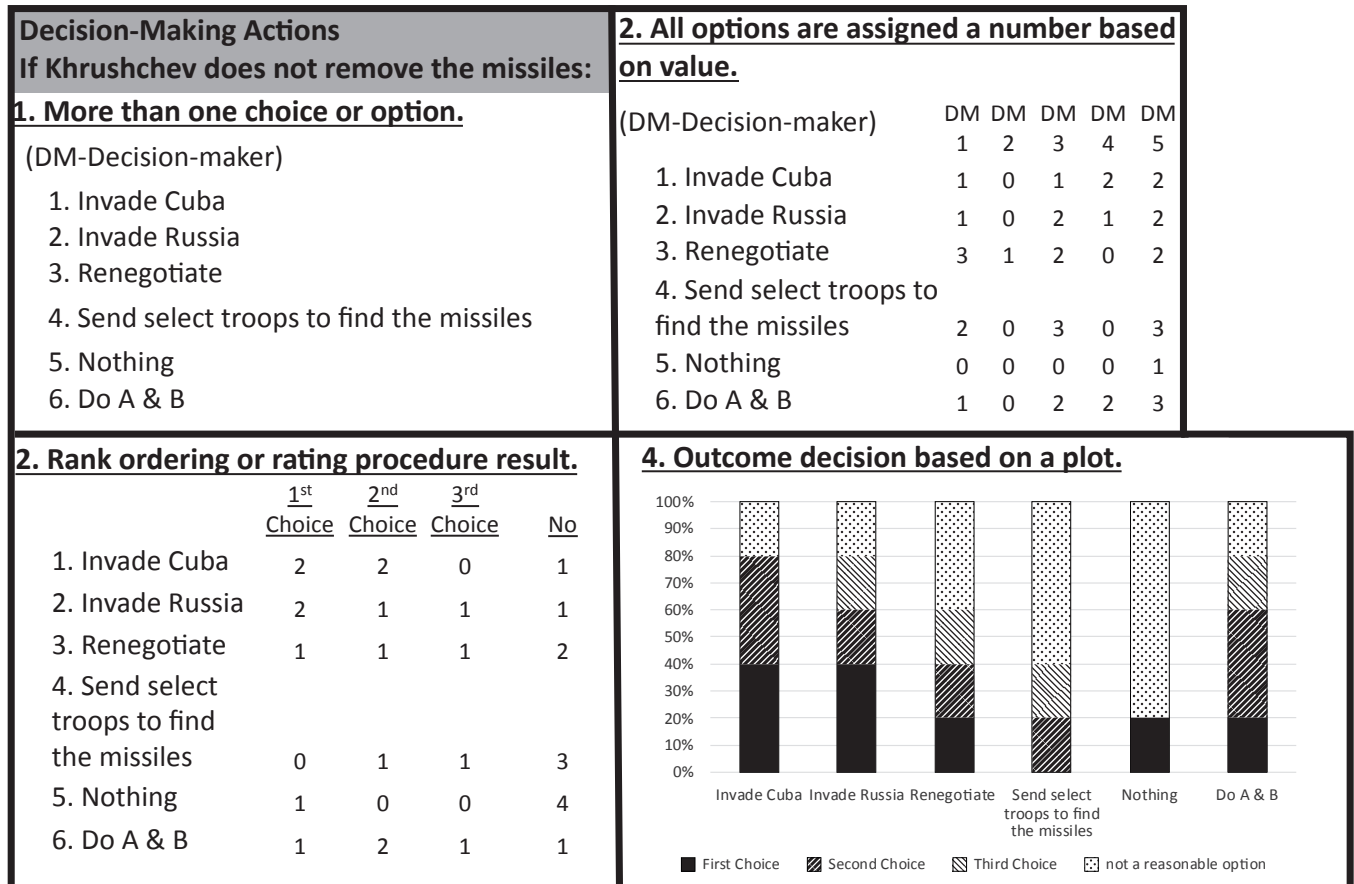 Decision-Making Actions
If Khrushchev does not remove the missiles:
1. More than one choice or option.
(DM-Decision-maker)
1. Invade Cuba
2. Invade Russia
3. Renegotiate
4. Send select troops to find the missiles
5. Nothing
6. Do A & B
2. All options are assigned a number based
on value.
(DM-Decision-maker) DM DM DM DM DM
1 2 3 4 5
1. Invade Cuba 1 0 1 2 2
2. Invade Russia 1 0 2 1 2
3. Renegotiate 3 1 2 0 2
4. Send select troops to
find the missiles 2 0 3 0 3
5. Nothing 0 0 0 0 1
6. Do A & B 1 0 2 2 3
2. Rank ordering or rating procedure result.
1st 2nd 3rd
Choice Choice Choice No
1. Invade Cuba 2 2 0 1
2. Invade Russia 2 1 1 1
3. Renegotiate 1 1 1 2
4. Send select
troops to find
the missiles 0 1 1 3
5. Nothing 1 0 0 4
6. Do A & B 1 2 1 1
4. Outcome decision based on a plot.
100%
90%
80%
70%
60%
50%
40%
30%
20%
10%
0%
Invade Cuba Invade Russia Renegotiate Send select Nothing Do A & B
troops to find
the missiles
First Choice Second Choice Third Choice not a reasonable option